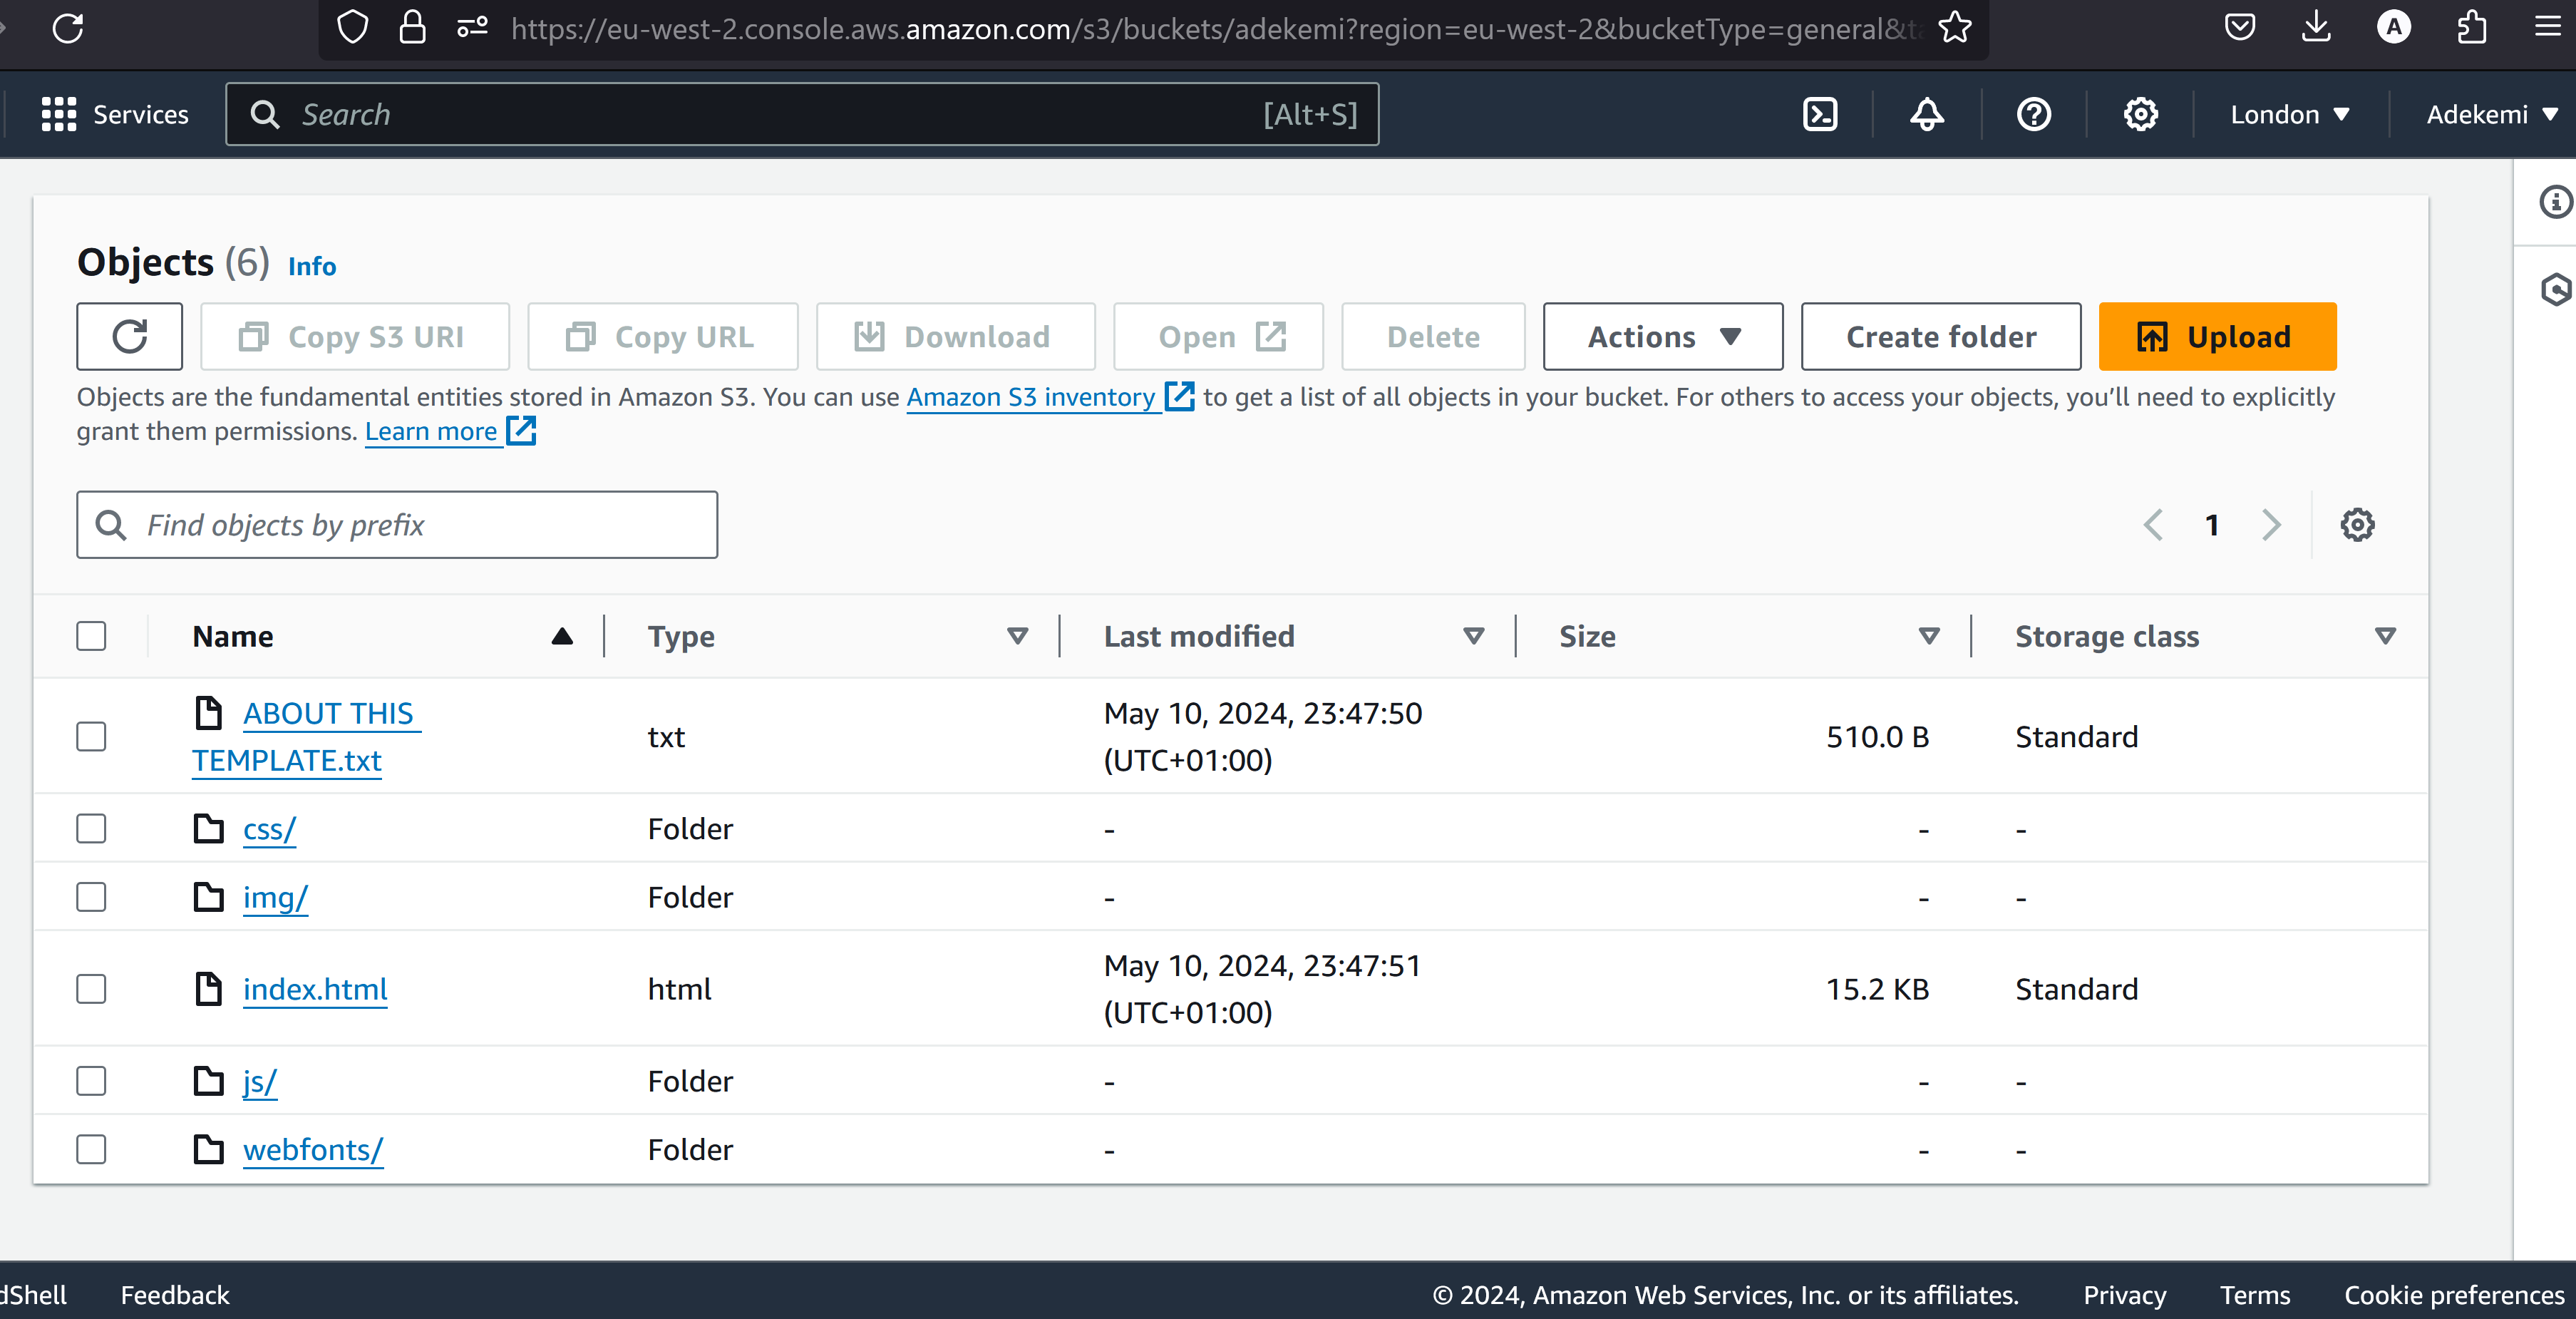 https://eu-west-2.console.aws.amazon.com/s3/buckets/adekemi?region=eu-west-2&bucketType=general&ta
A
Services
Search
[Alt+S]
London
Adekemi
Objects (6) Info
Copy S3 URI
Copy URL
Download
Open
Delete
Actions
Create folder
Upload
Objects are the fundamental entities stored in Amazon S3. You can use Amazon S3 inventory to get a list of all objects in your bucket. For others to access your objects, you’ll need to explicitly
grant them permissions. Learn more
Find objects by prefix
1
Name Type Last modified Size Storage class
ABOUT THIS
TEMPLATE.txt
txt
May 10, 2024, 23:47:50
(UTC+01:00)
510.0 B
Standard
css/ Folder - - -
img/ Folder - - -
index.html
html
May 10, 2024, 23:47:51
(UTC+01:00)
15.2 KB
Standard
js/ Folder - - -
webfonts/ Folder - - -
dShell Feedback © 2024, Amazon Web Services, Inc. or its affiliates. Privacy Terms Cookie preferences